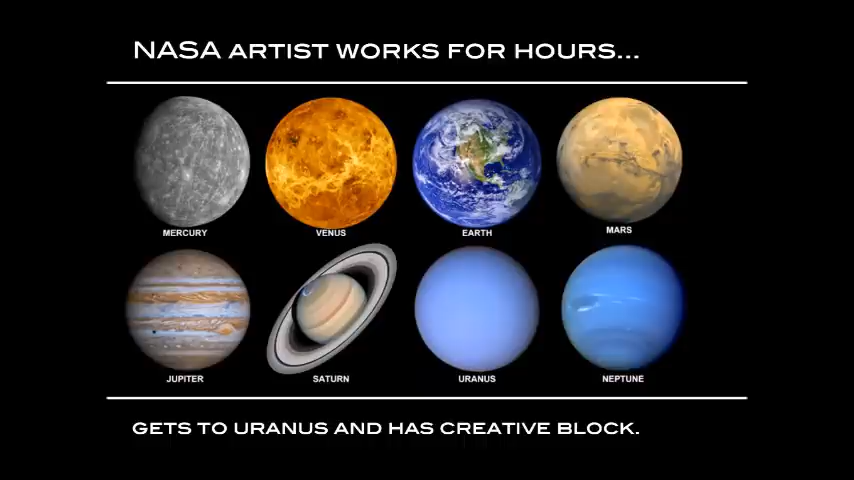 NASA ARTIST WORKS FOR HOURS...
MERCURY VENUS EARTH MARS
JUPITER SATURN URANUS NEPTUNE
GETS TO URANUS AND HAS CREATIVE BLOCK.